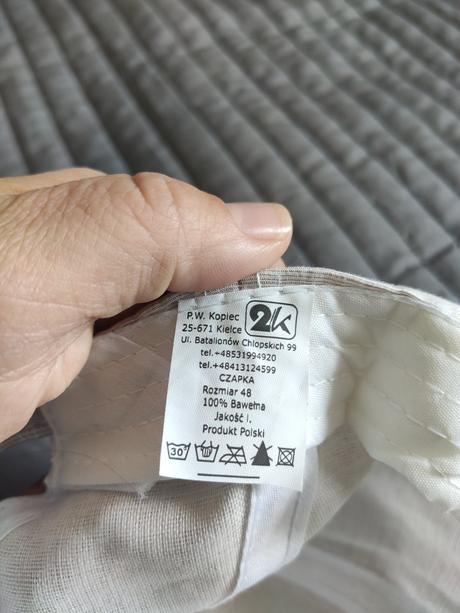 P.W. Kopiec
2k
25-671 Kielce
Ul. Batalionów Chlopskich 99
tel.+48531994920
tel.+48413124599
CZAPKA
Rozmiar 48
100% Bawełna
Jakość I.
Produkt Polski
30